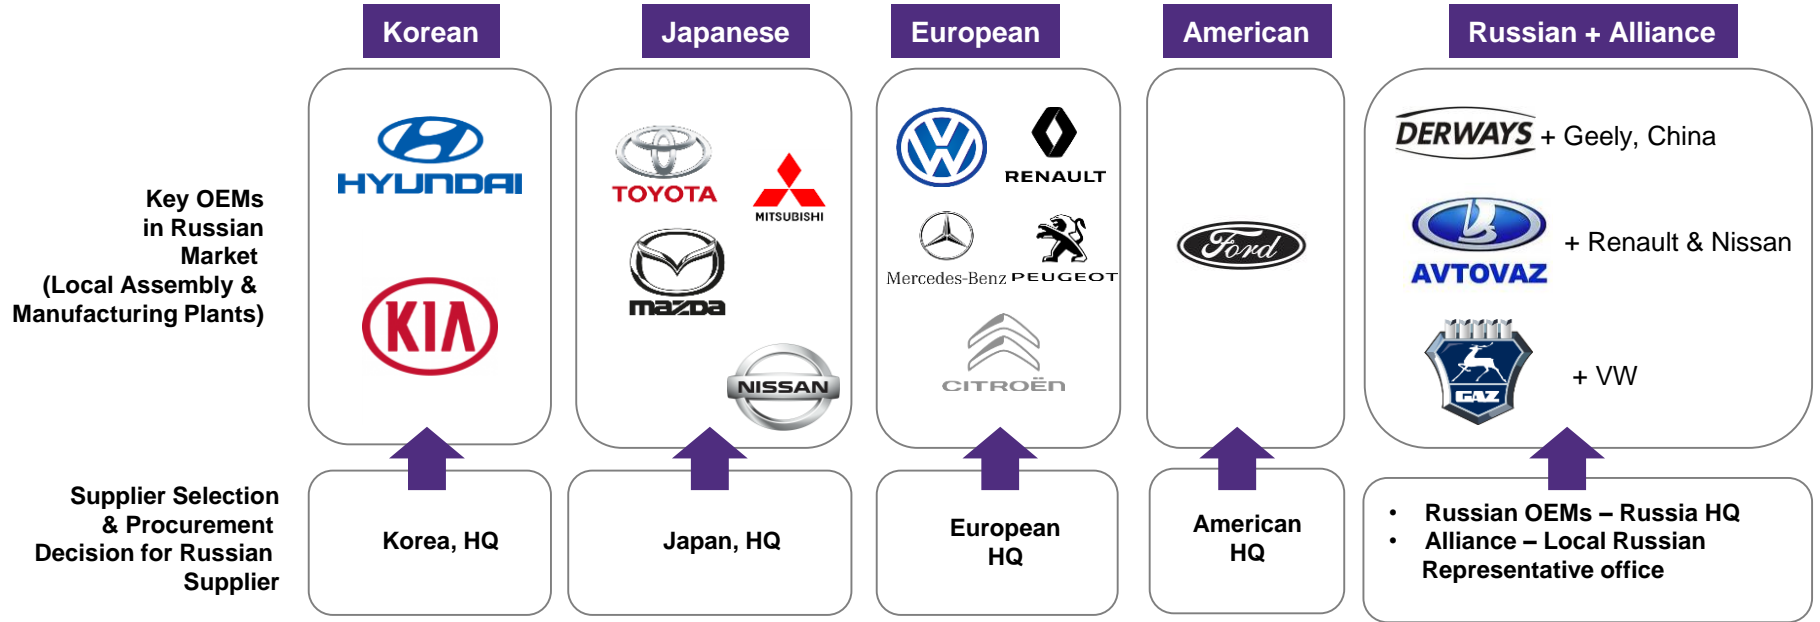 Korean
Japanese
European
American
Russian + Alliance
Key OEMs
in Russian
Market
(Local Assembly &
Manufacturing Plants)
HYUNDAI
KIA
TOYOTA
MITSUBISHI
mazda
NISSAN
RENAULT
Mercedes-Benz
PEUGEOT
CITROËN
Ford
DERWAYS + Geely, China
AVTOVAZ
+ Renault & Nissan
GAZ
+ VW
Supplier Selection
& Procurement
Decision for Russian
Supplier
Korea, HQ
Japan, HQ
European
HQ
American
HQ
• Russian OEMs – Russia HQ
• Alliance – Local Russian
Representative office